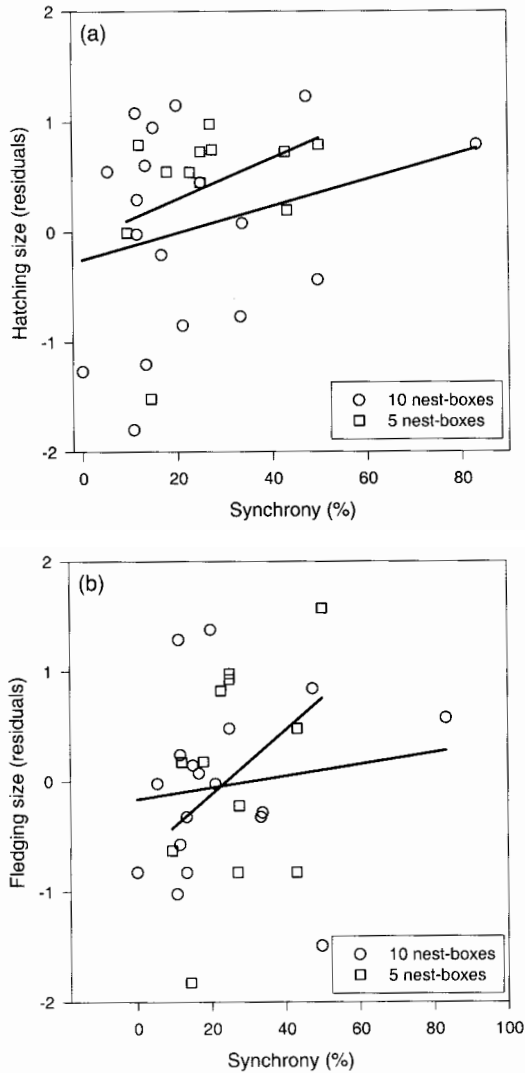 (a)
2
1
0
-1
-2
Hatching size (residuals)
10 nest-boxes
5 nest-boxes
0 20 40 60 80
Synchrony (%)
(b)
2
1
0
-1
-2
Fledging size (residuals)
10 nest-boxes
5 nest-boxes
0 20 40 60 80 100
Synchrony (%)